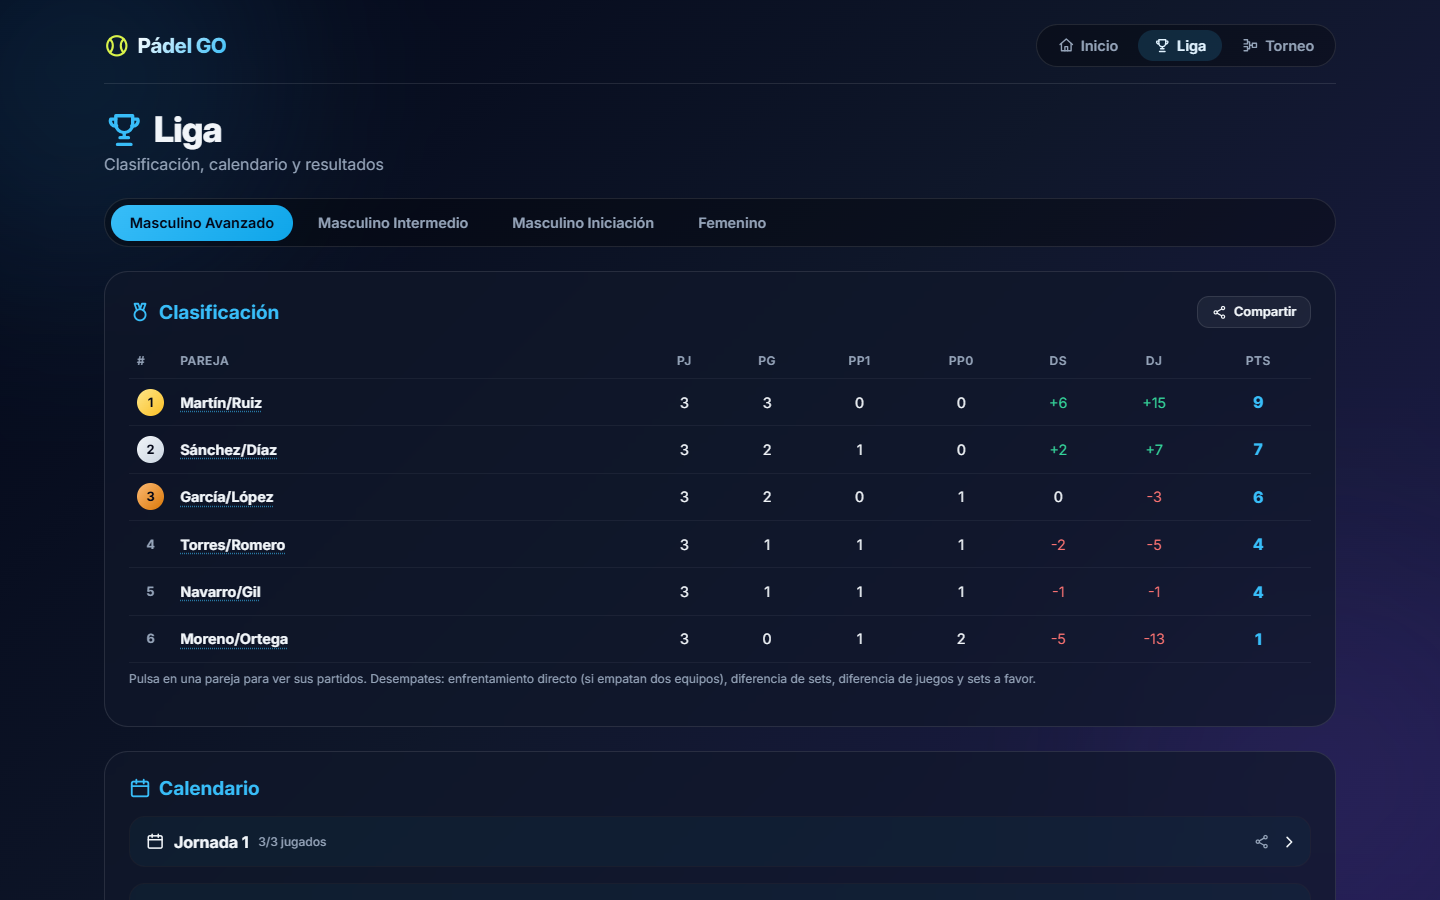 Pádel GO
Inicio
Liga
Torneo
Liga
Clasificación, calendario y resultados
Masculino Avanzado
Masculino Intermedio
Masculino Iniciación
Femenino
Clasificación
Compartir
# PAREJA PJ PG PP1 PP0 DS DJ PTS
1 Martín/Ruiz 3 3 0 0 +6 +15 9
2 Sánchez/Díaz 3 2 1 0 +2 +7 7
3 García/López 3 2 0 1 0 -3 6
4 Torres/Romero 3 1 1 1 -2 -5 4
5 Navarro/Gil 3 1 1 1 -1 -1 4
6 Moreno/Ortega 3 0 1 2 -5 -13 1
Pulsa en una pareja para ver sus partidos. Desempates: enfrentamiento directo (si empatan dos equipos), diferencia de sets, diferencia de juegos y sets a favor.
Calendario
Jornada 1 3/3 jugados